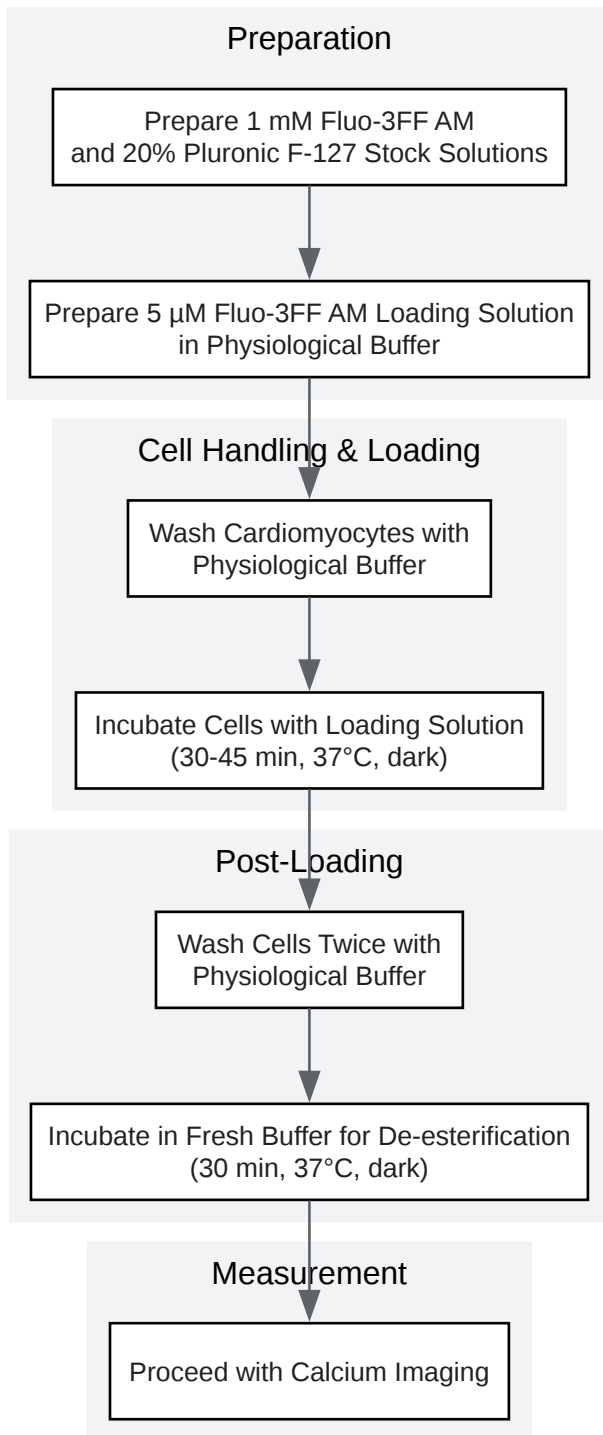 Preparation
Prepare 1 mM Fluo-3FF AM
and 20% Pluronic F-127 Stock Solutions
Prepare 5 µM Fluo-3FF AM Loading Solution
in Physiological Buffer
Cell Handling & Loading
Wash Cardiomyocytes with
Physiological Buffer
Incubate Cells with Loading Solution
(30-45 min, 37°C, dark)
Post-Loading
Wash Cells Twice with
Physiological Buffer
Incubate in Fresh Buffer for De-esterification
(30 min, 37°C, dark)
Measurement
Proceed with Calcium Imaging